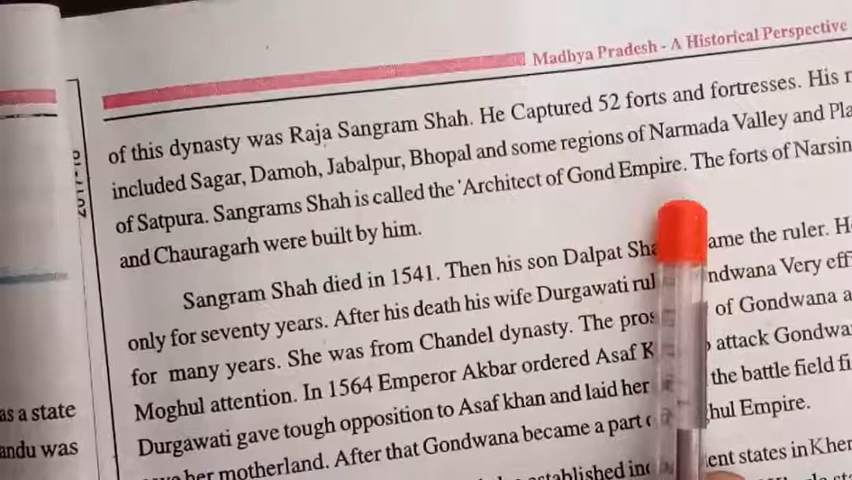 Madhya Pradesh - A Historical Perspective
of this dynasty was Raja Sangram Shah. He Captured 52 forts and fortresses. His
included Sagar, Damoh, Jabalpur, Bhopal and some regions of Narmada Valley and
of Satpura. Sangrams Shah is called the 'Architect of Gond Empire. The forts of
and Chauragarh were built by him.
Sangram Shah died in 1541. Then his son Dalpat the ruler.
only for seventy years. After his death his wife Durgawati Very
for many years. She was from Chandel dynasty. The of Gondwana
Moghul attention. In 1564 Emperor Akbar ordered Asaf attack
Durgawati gave tough opposition to Asaf khan and laid her the battle field
her motherland. After that Gondwana became a part Empire.
established states in
2017-18
as a state
was